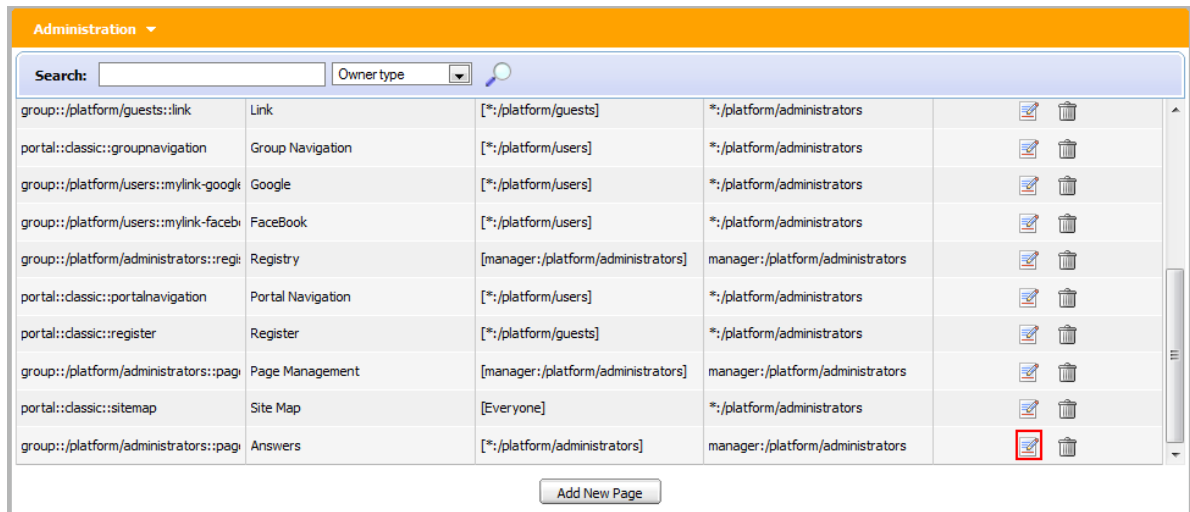 Administration
Search: Owner type
group::/platform/guests::link Link [*:/platform/guests] *:/platform/administrators
portal::classic::groupnavigation Group Navigation [*:/platform/users] *:/platform/administrators
group::/platform/users::mylink-google Google [*:/platform/users] *:/platform/administrators
group::/platform/users::mylink-facebo FaceBook [*:/platform/users] *:/platform/administrators
group::/platform/administrators::regis Registry [manager:/platform/administrators] manager:/platform/administrators
portal::classic::portalnavigation Portal Navigation [*:/platform/users] *:/platform/administrators
portal::classic::register Register [*:/platform/guests] *:/platform/administrators
group::/platform/administrators::page Page Management [manager:/platform/administrators] manager:/platform/administrators
portal::classic::sitemap Site Map [Everyone] *:/platform/administrators
group::/platform/administrators::page Answers [*:/platform/administrators] manager:/platform/administrators
Add New Page